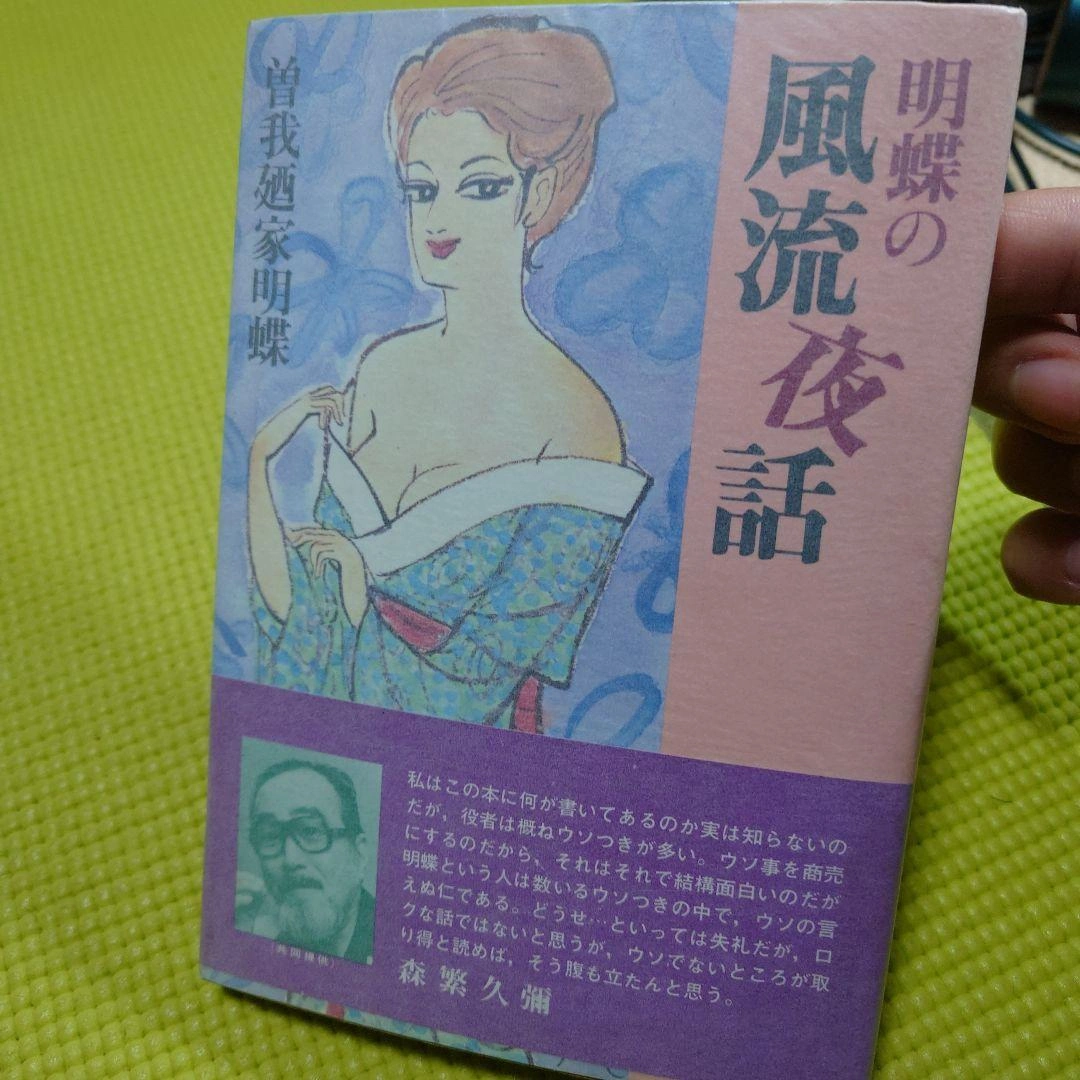 明蝶の
風流夜話
曽我廼家明蝶
私はこの本に何が書いてあるのか実は知らないの
だが，役者は概ねウソつきが多い。ウソ事を商売
にするのだから，それはそれで結構面白いのだが
明蝶という人は数いるウソつきの中で，ウソの言
えぬ仁である。どうせ…といっては失礼だが，ロ
クな話ではないと思うが，ウソでないところが取
り得と読めば，そう腹も立たんと思う。
森繁久彌
（共同提供）